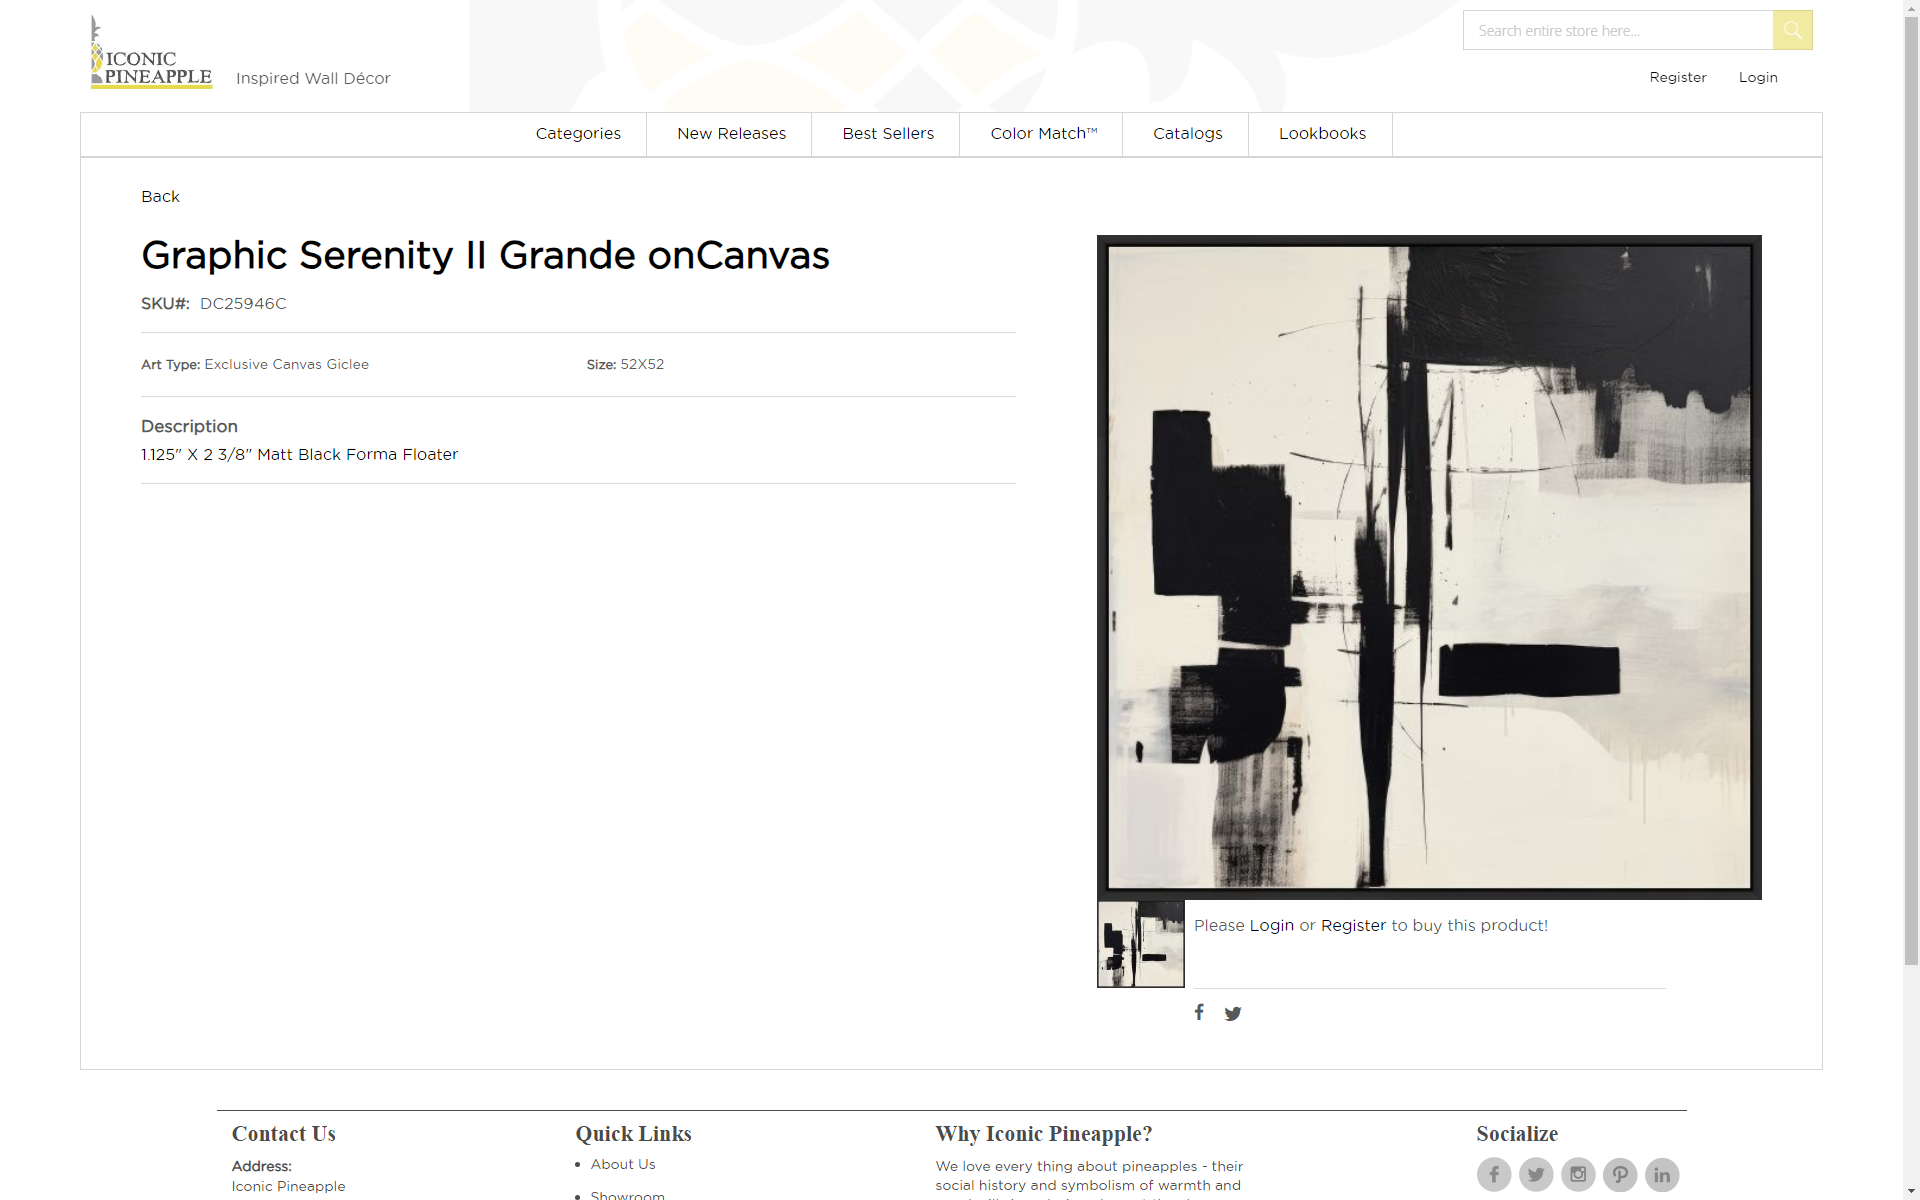 ICONIC
PINEAPPLE
Inspired Wall Décor
Search entire store here...
Register
Login
Categories
New Releases
Best Sellers
Color Match™
Catalogs
Lookbooks
Back
Graphic Serenity II Grande onCanvas
SKU#: DC25946C
Art Type: Exclusive Canvas Giclee
Size: 52X52
Description
1.125" X 2 3/8" Matt Black Forma Floater
Please Login or Register to buy this product!
Contact Us
Address:
Iconic Pineapple
Quick Links
About Us
Showroom
Why Iconic Pineapple?
We love every thing about pineapples - their
social history and symbolism of warmth and
Socialize